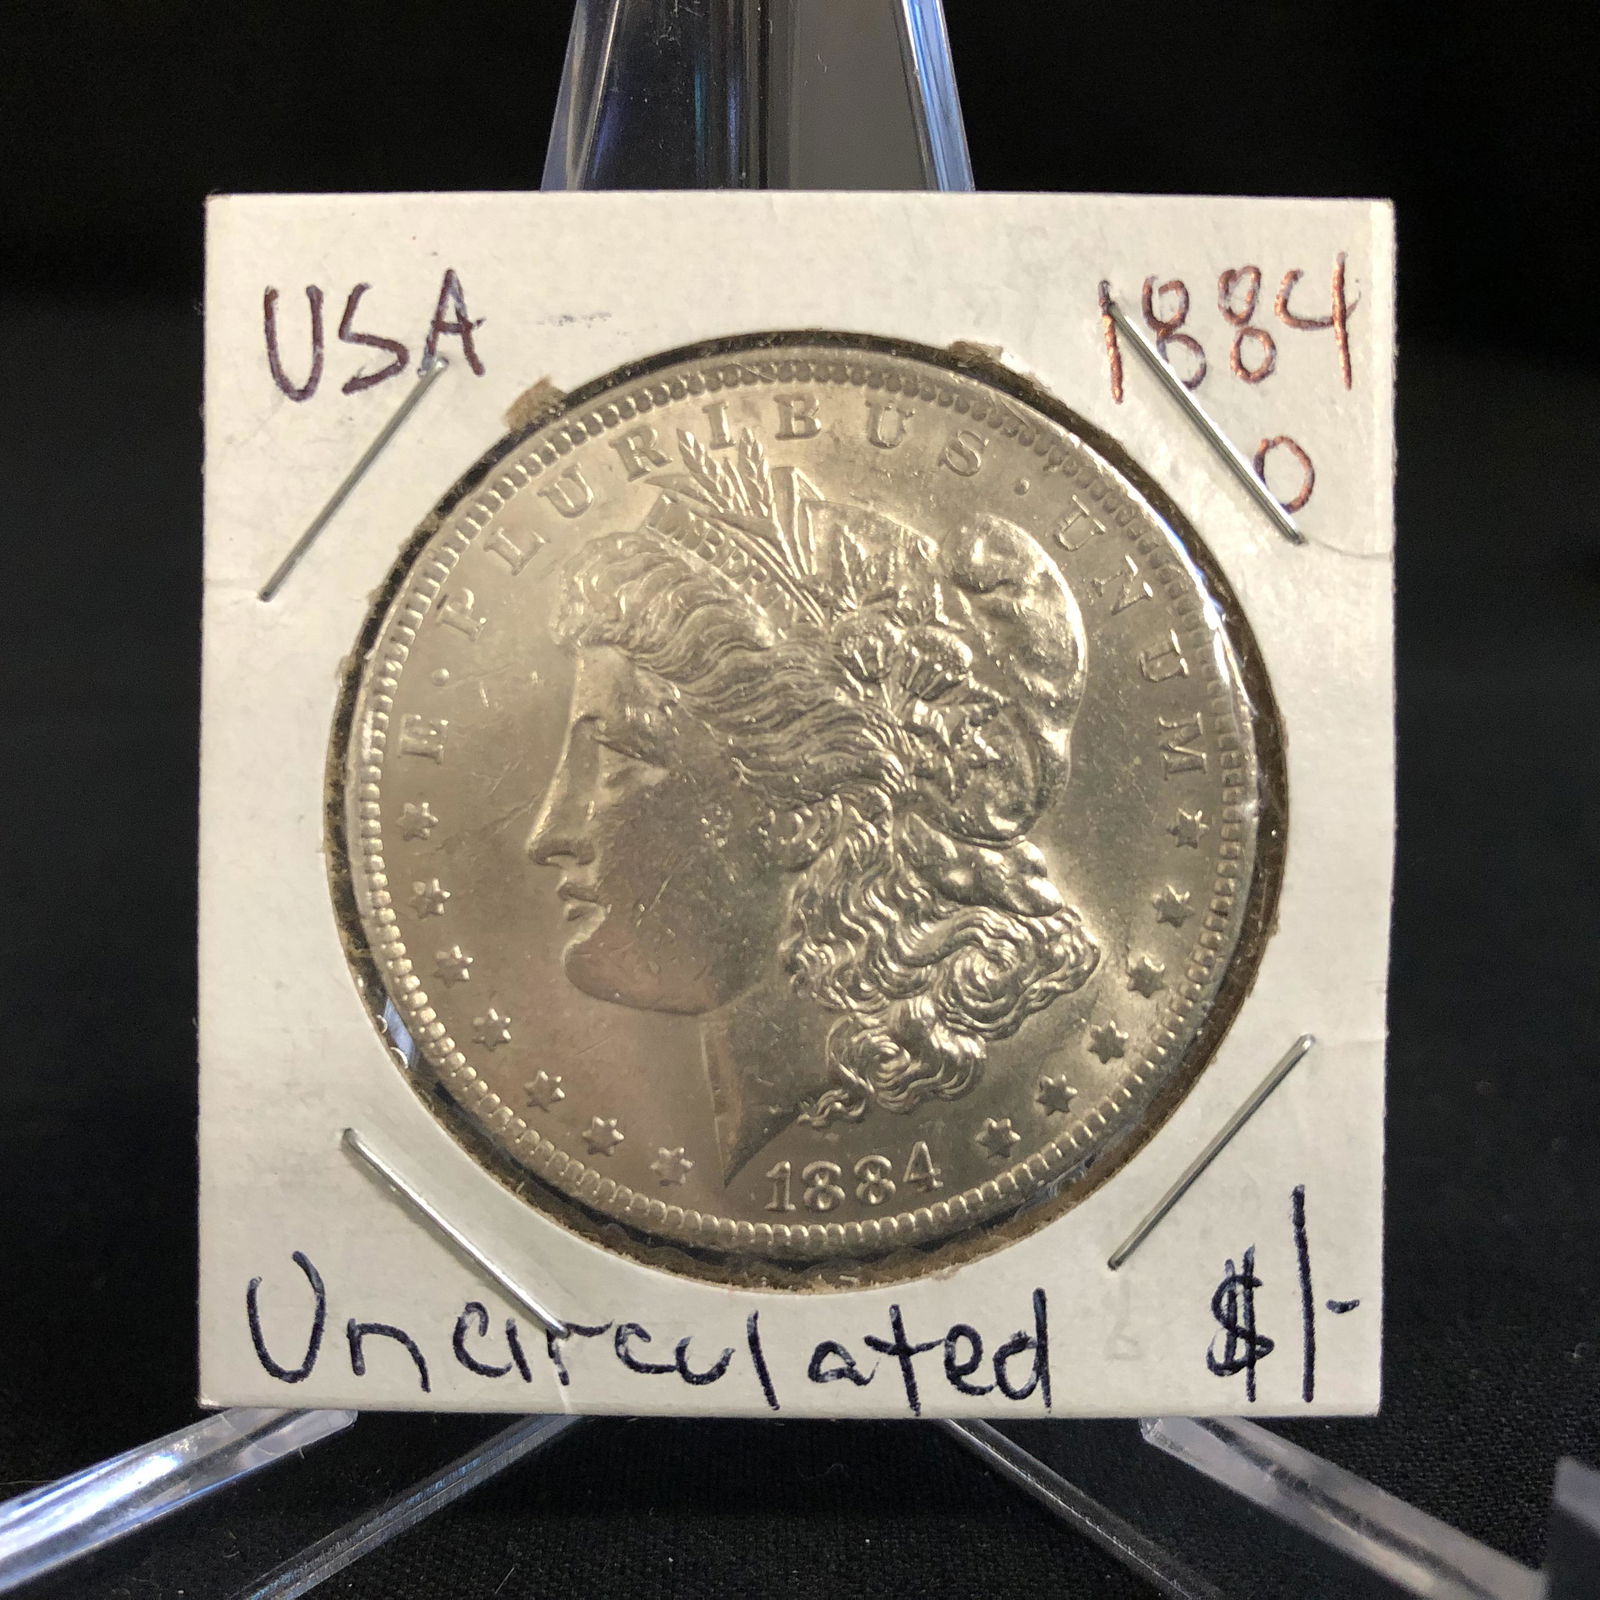 USA 1884
O
E · PLURIBUS · UNUM
LIBERTY
1884
Uncirculated $1-